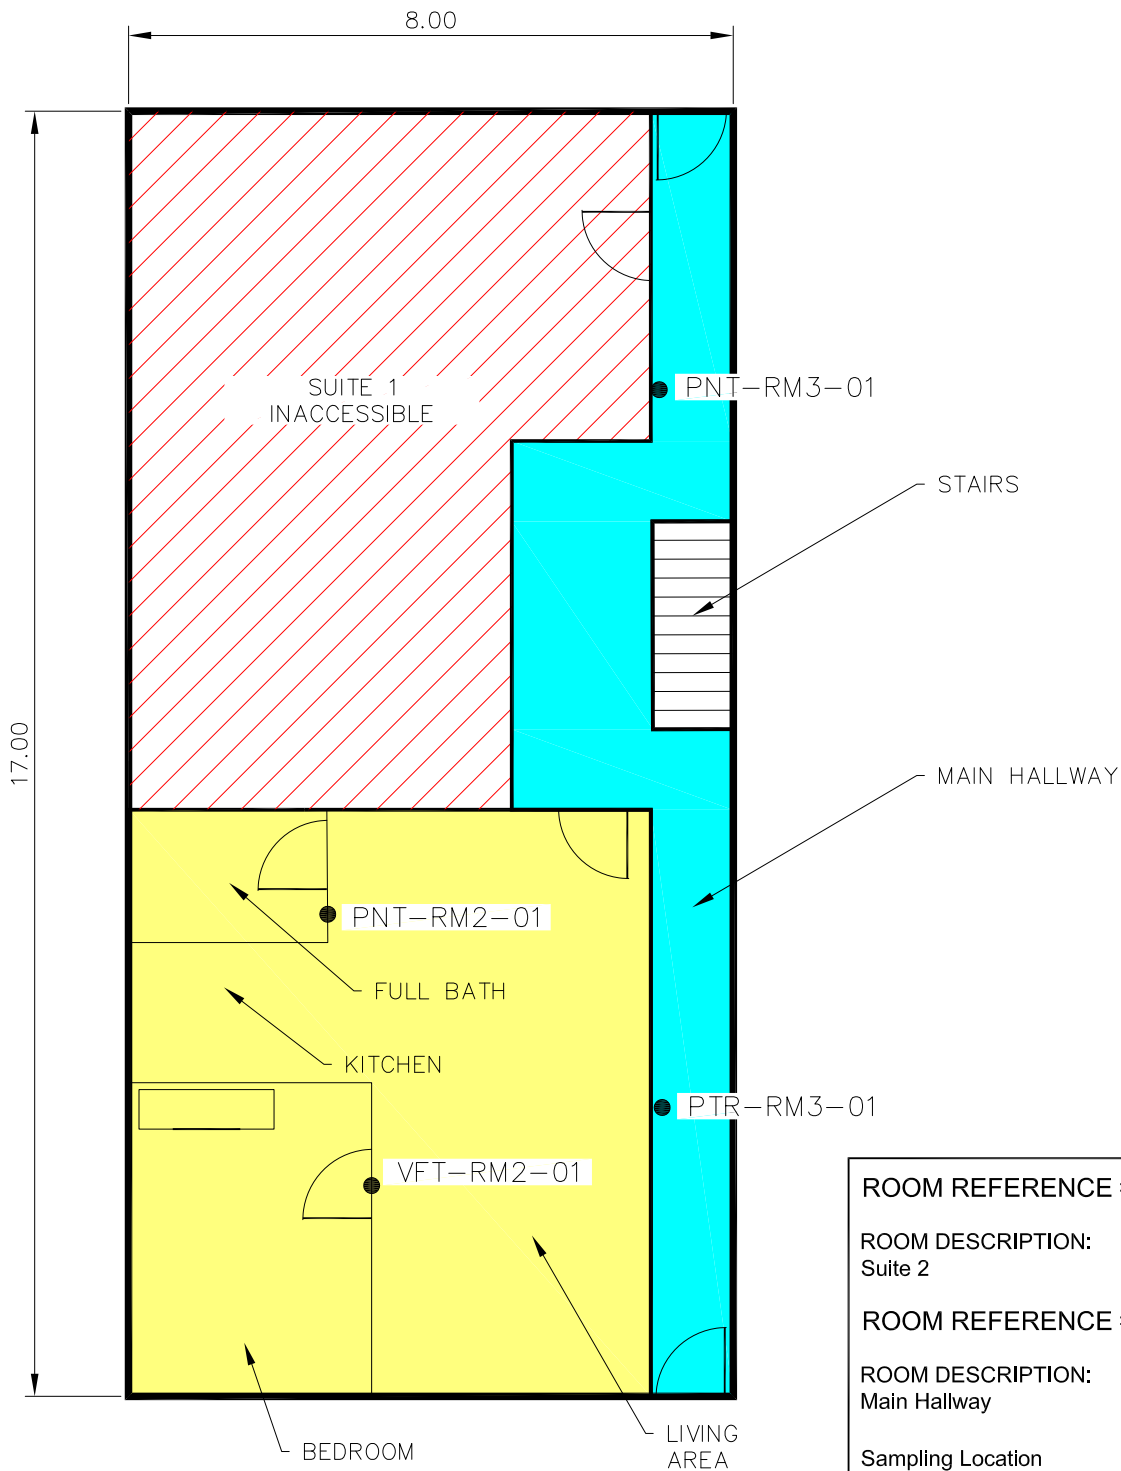 8.00
17.00
SUITE 1
INACCESSIBLE
PNT-RM3-01
STAIRS
MAIN HALLWAY
PNT-RM2-01
FULL BATH
KITCHEN
PTR-RM3-01
VFT-RM2-01
BEDROOM
LIVING
AREA
ROOM REFERENCE
ROOM DESCRIPTION:
Suite 2
ROOM REFERENCE
ROOM DESCRIPTION:
Main Hallway
Sampling Location